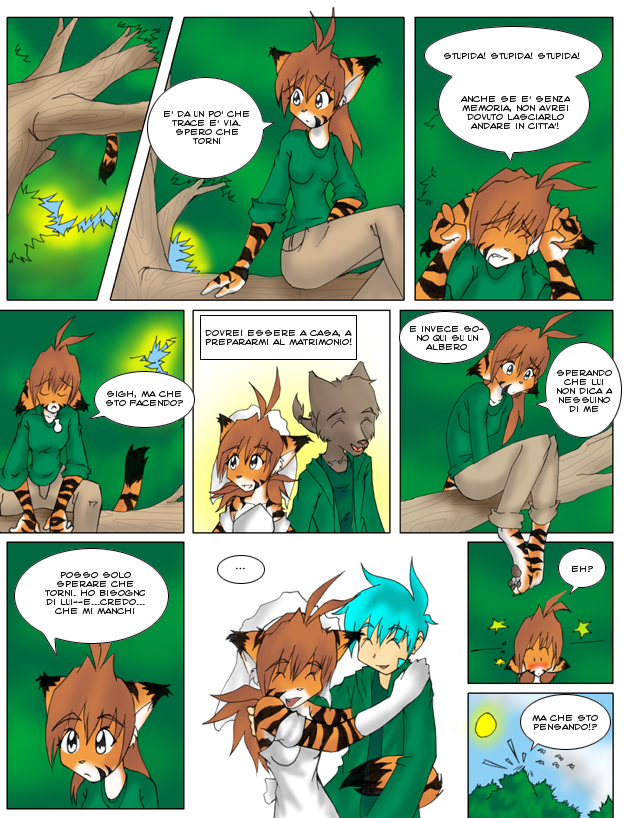 E' DA UN PO' CHE
TRACE E' VIA.
SPERO CHE
TORNI
STUPIDA! STUPIDA! STUPIDA!
ANCHE SE E' SENZA
MEMORIA, NON AVREI
DOVUTO LASCIARLO
ANDARE IN CITTA'!
SIGH, MA CHE
STO FACENDO?
DOVREI ESSERE A CASA, A
PREPARARMI AL MATRIMONIO!
E INVECE SO-
NO QUI SU UN
ALBERO
SPERANDO
CHE LUI
NON DICA A
NESSUNO
DI ME
POSSO SOLO
SPERARE CHE
TORNI. HO BISOGNO
DI LUI--E...CREDO...
CHE MI MANCHI
...
EH?
MA CHE STO
PENSANDO!?